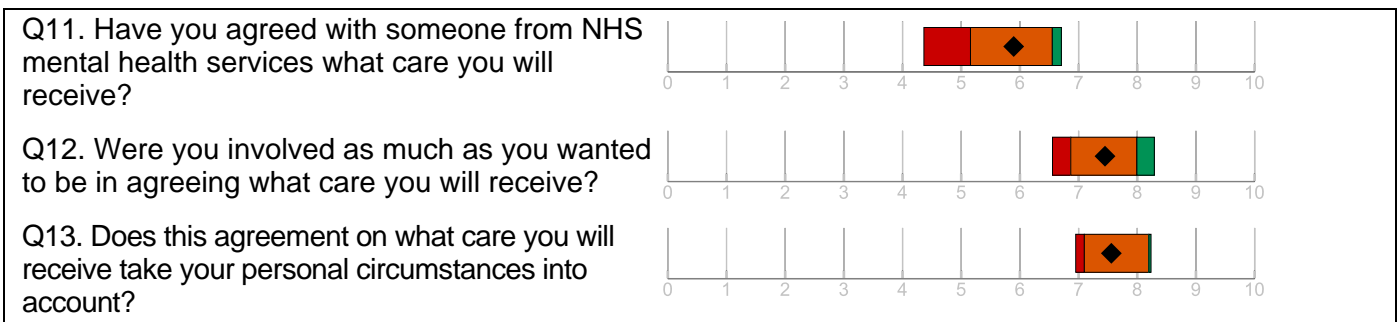 Q11. Have you agreed with someone from NHS
mental health services what care you will
receive?
0 1 2 3 4 5 6 7 8 9 10
Q12. Were you involved as much as you wanted
to be in agreeing what care you will receive?
0 1 2 3 4 5 6 7 8 9 10
Q13. Does this agreement on what care you will
receive take your personal circumstances into
account?
0 1 2 3 4 5 6 7 8 9 10